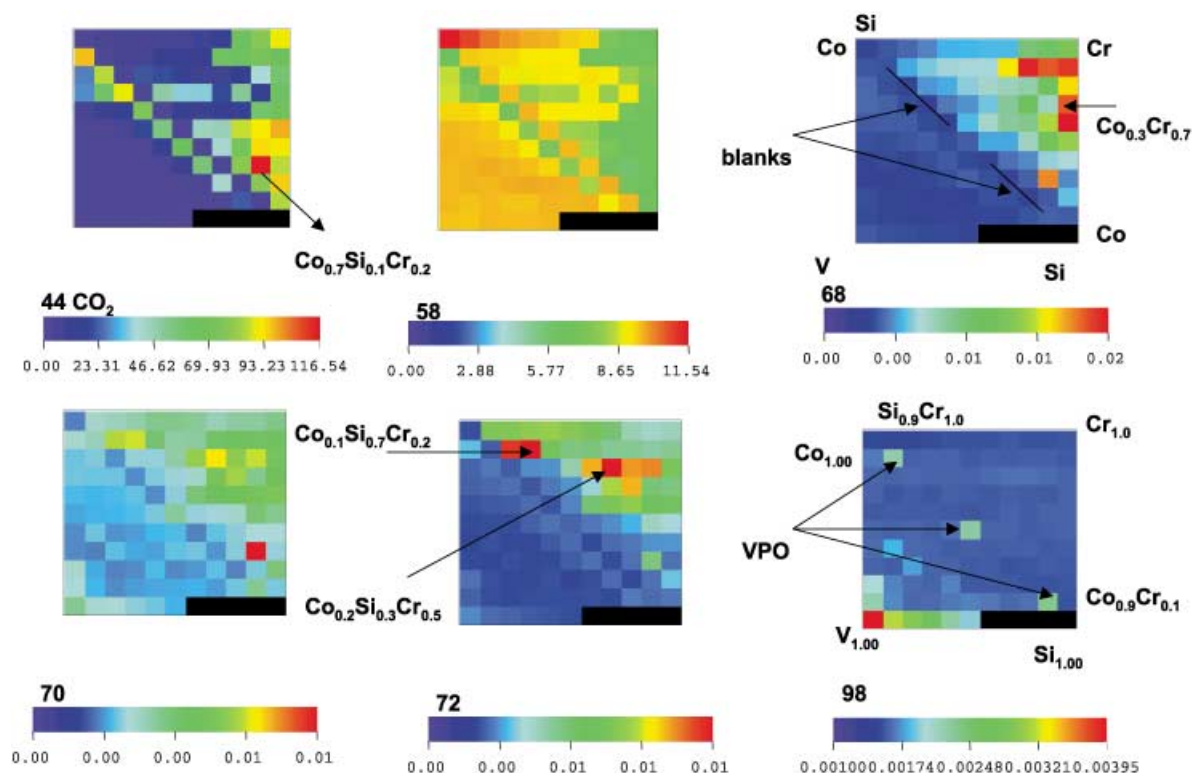 Si
Co
Cr
Co0.3Cr0.7
blanks
Co0.7Si0.1Cr0.2
Co
V
Si
44 CO2
0.00 23.31 46.62 69.93 93.23 116.54
58
0.00 2.88 5.77 8.65 11.54
68
0.00 0.00 0.01 0.01 0.02
Co0.1Si0.7Cr0.2
Si0.9Cr1.0
Cr1.0
Co1.00
VPO
Co0.2Si0.3Cr0.5
Co0.9Cr0.1
V1.00
Si1.00
70
0.00 0.00 0.00 0.01 0.01
72
0.00 0.00 0.01 0.01 0.01
98
0.001000.00174 0.002480.003210.00395